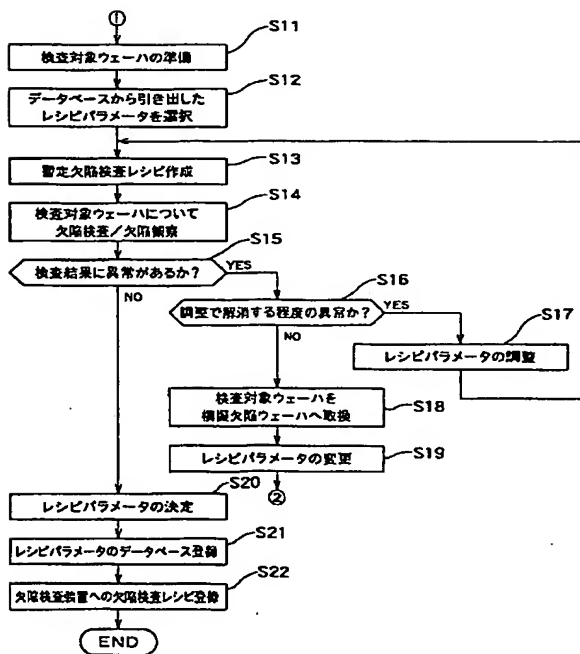 ①
S11
検査対象ウェーハの準備
S12
データベースから引き出した
レシピパラメータを選択
S13
暫定欠陥検査レシピ作成
S14
検査対象ウェーハについて
欠陥検査/欠陥観察
S15
検査結果に異常があるか?
YES
NO
S16
調整で解消する程度の異常か?
YES
NO
S17
レシピパラメータの調整
検査対象ウェーハを
模擬欠陥ウェーハへ取換
S18
レシピパラメータの変更
S19
②
S20
レシピパラメータの決定
S21
レシピパラメータのデータベース登録
S22
欠陥検査装置への欠陥検査レシピ登録
END